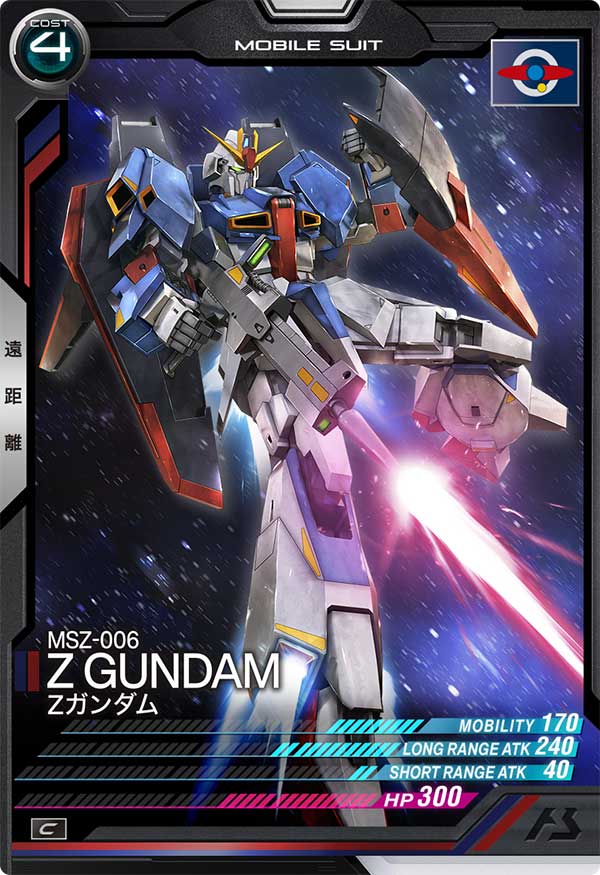 COST
4
MOBILE SUIT
遠距離
MSZ-006
Z GUNDAM
Zガンダム
MOBILITY 170
LONG RANGE ATK 240
SHORT RANGE ATK 40
HP 300
C